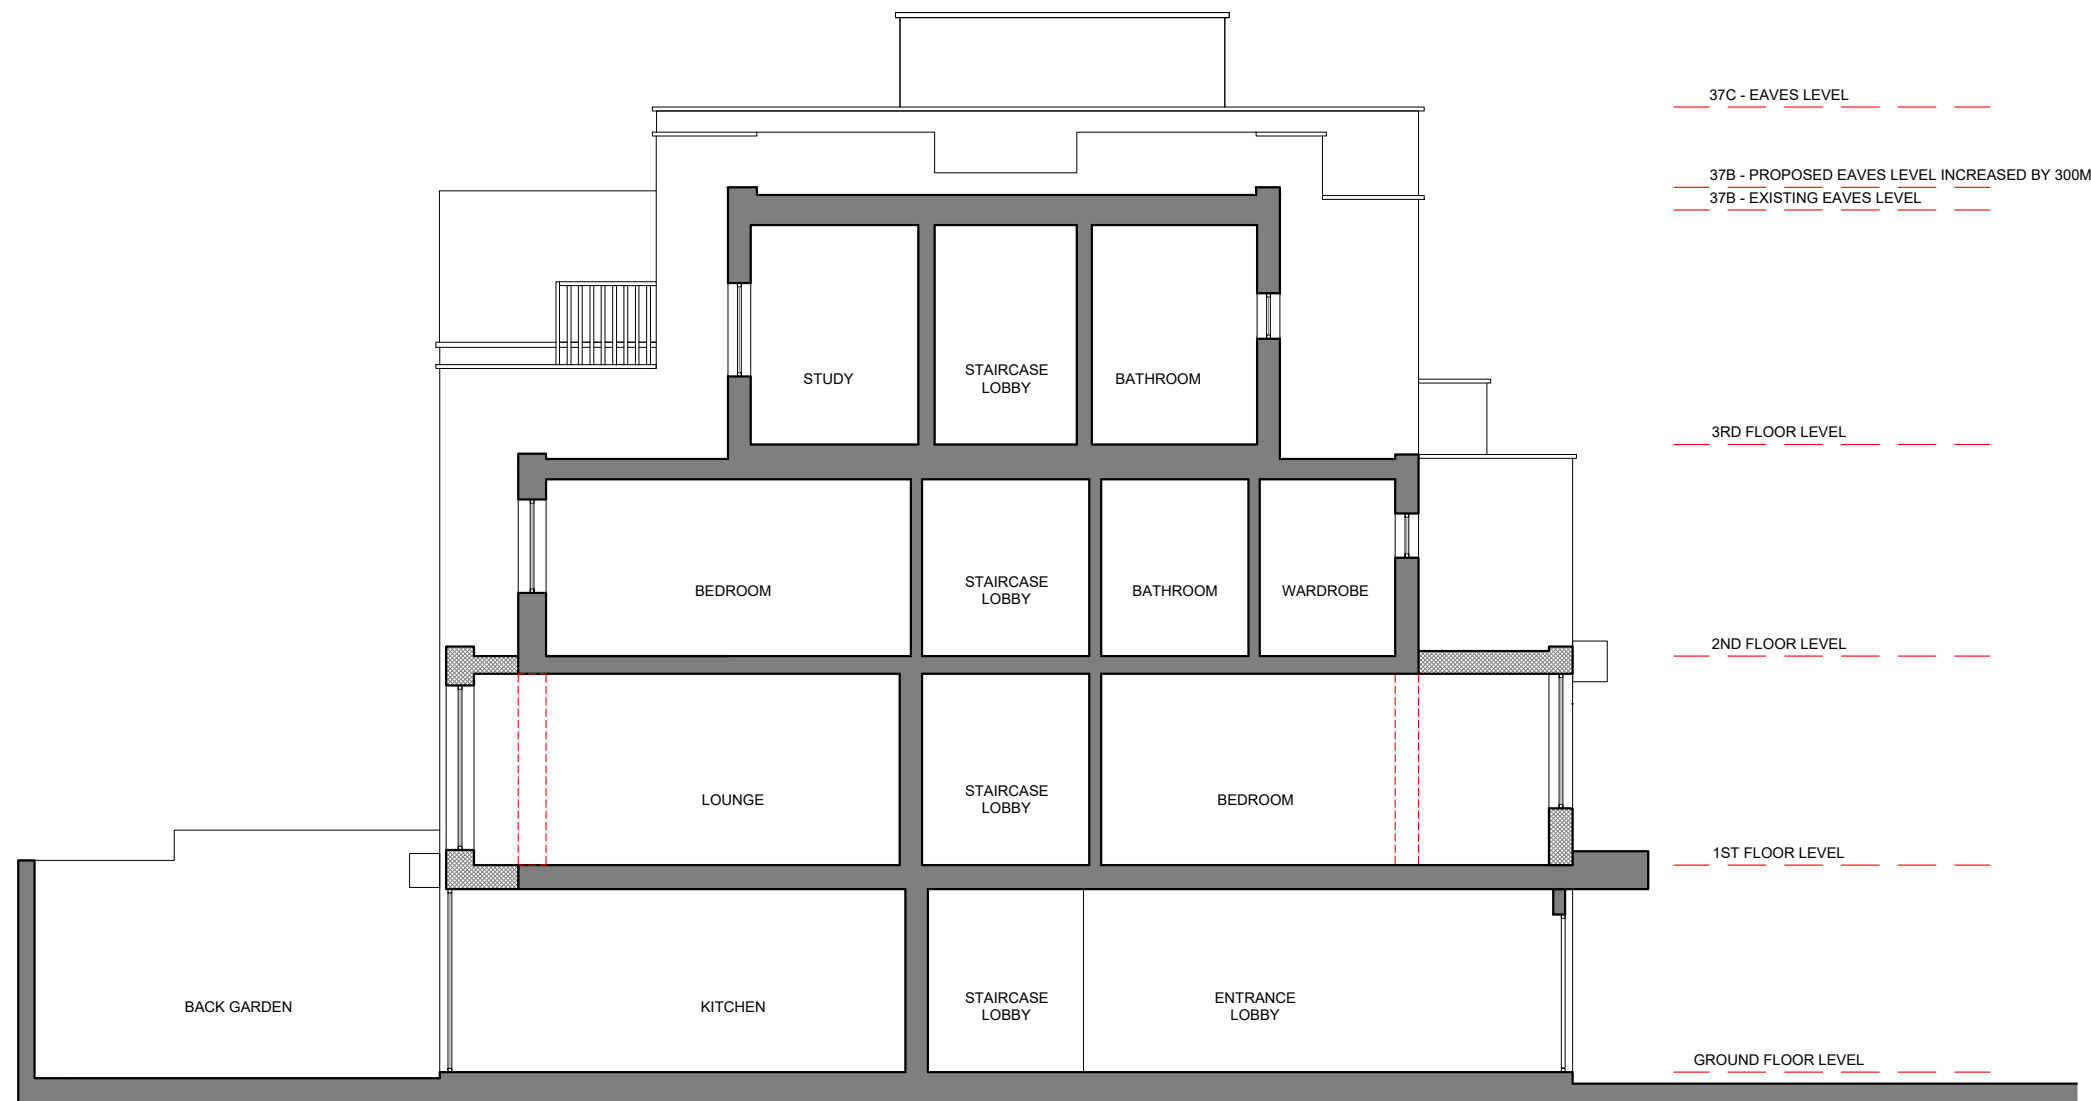 37C - EAVES LEVEL
37B - PROPOSED EAVES LEVEL INCREASED BY 300M
37B - EXISTING EAVES LEVEL
STUDY
STAIRCASE
LOBBY
BATHROOM
3RD FLOOR LEVEL
BEDROOM
STAIRCASE
LOBBY
BATHROOM
WARDROBE
2ND FLOOR LEVEL
LOUNGE
STAIRCASE
LOBBY
BEDROOM
1ST FLOOR LEVEL
BACK GARDEN
KITCHEN
STAIRCASE
LOBBY
ENTRANCE
LOBBY
GROUND FLOOR LEVEL